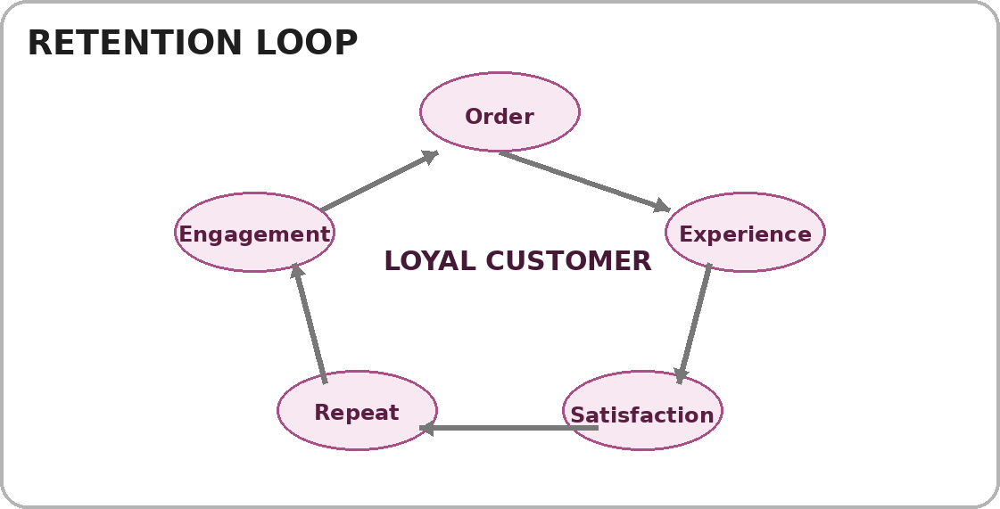 RETENTION LOOP
Order
Engagement
Experience
LOYAL CUSTOMER
Repeat
Satisfaction